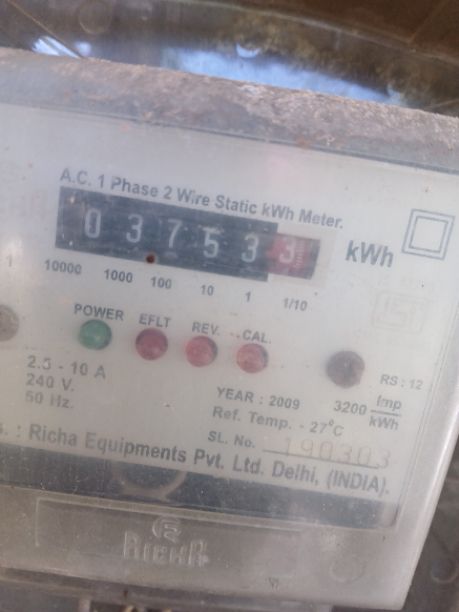 A.C. 1 Phase 2 Wire Static kWh Meter.
0 3 7 5 3 3 kWh
10000 1000 100 10 1 1/10
POWER EFLT REV. CAL.
2.5 - 10 A
240 V.
50 Hz.
RS : 12
YEAR : 2009 3200 Imp/kWh
Ref. Temp. - 27°C
SL. No. 190303
s. : Richa Equipments Pvt. Ltd. Delhi, (INDIA).
RICHA